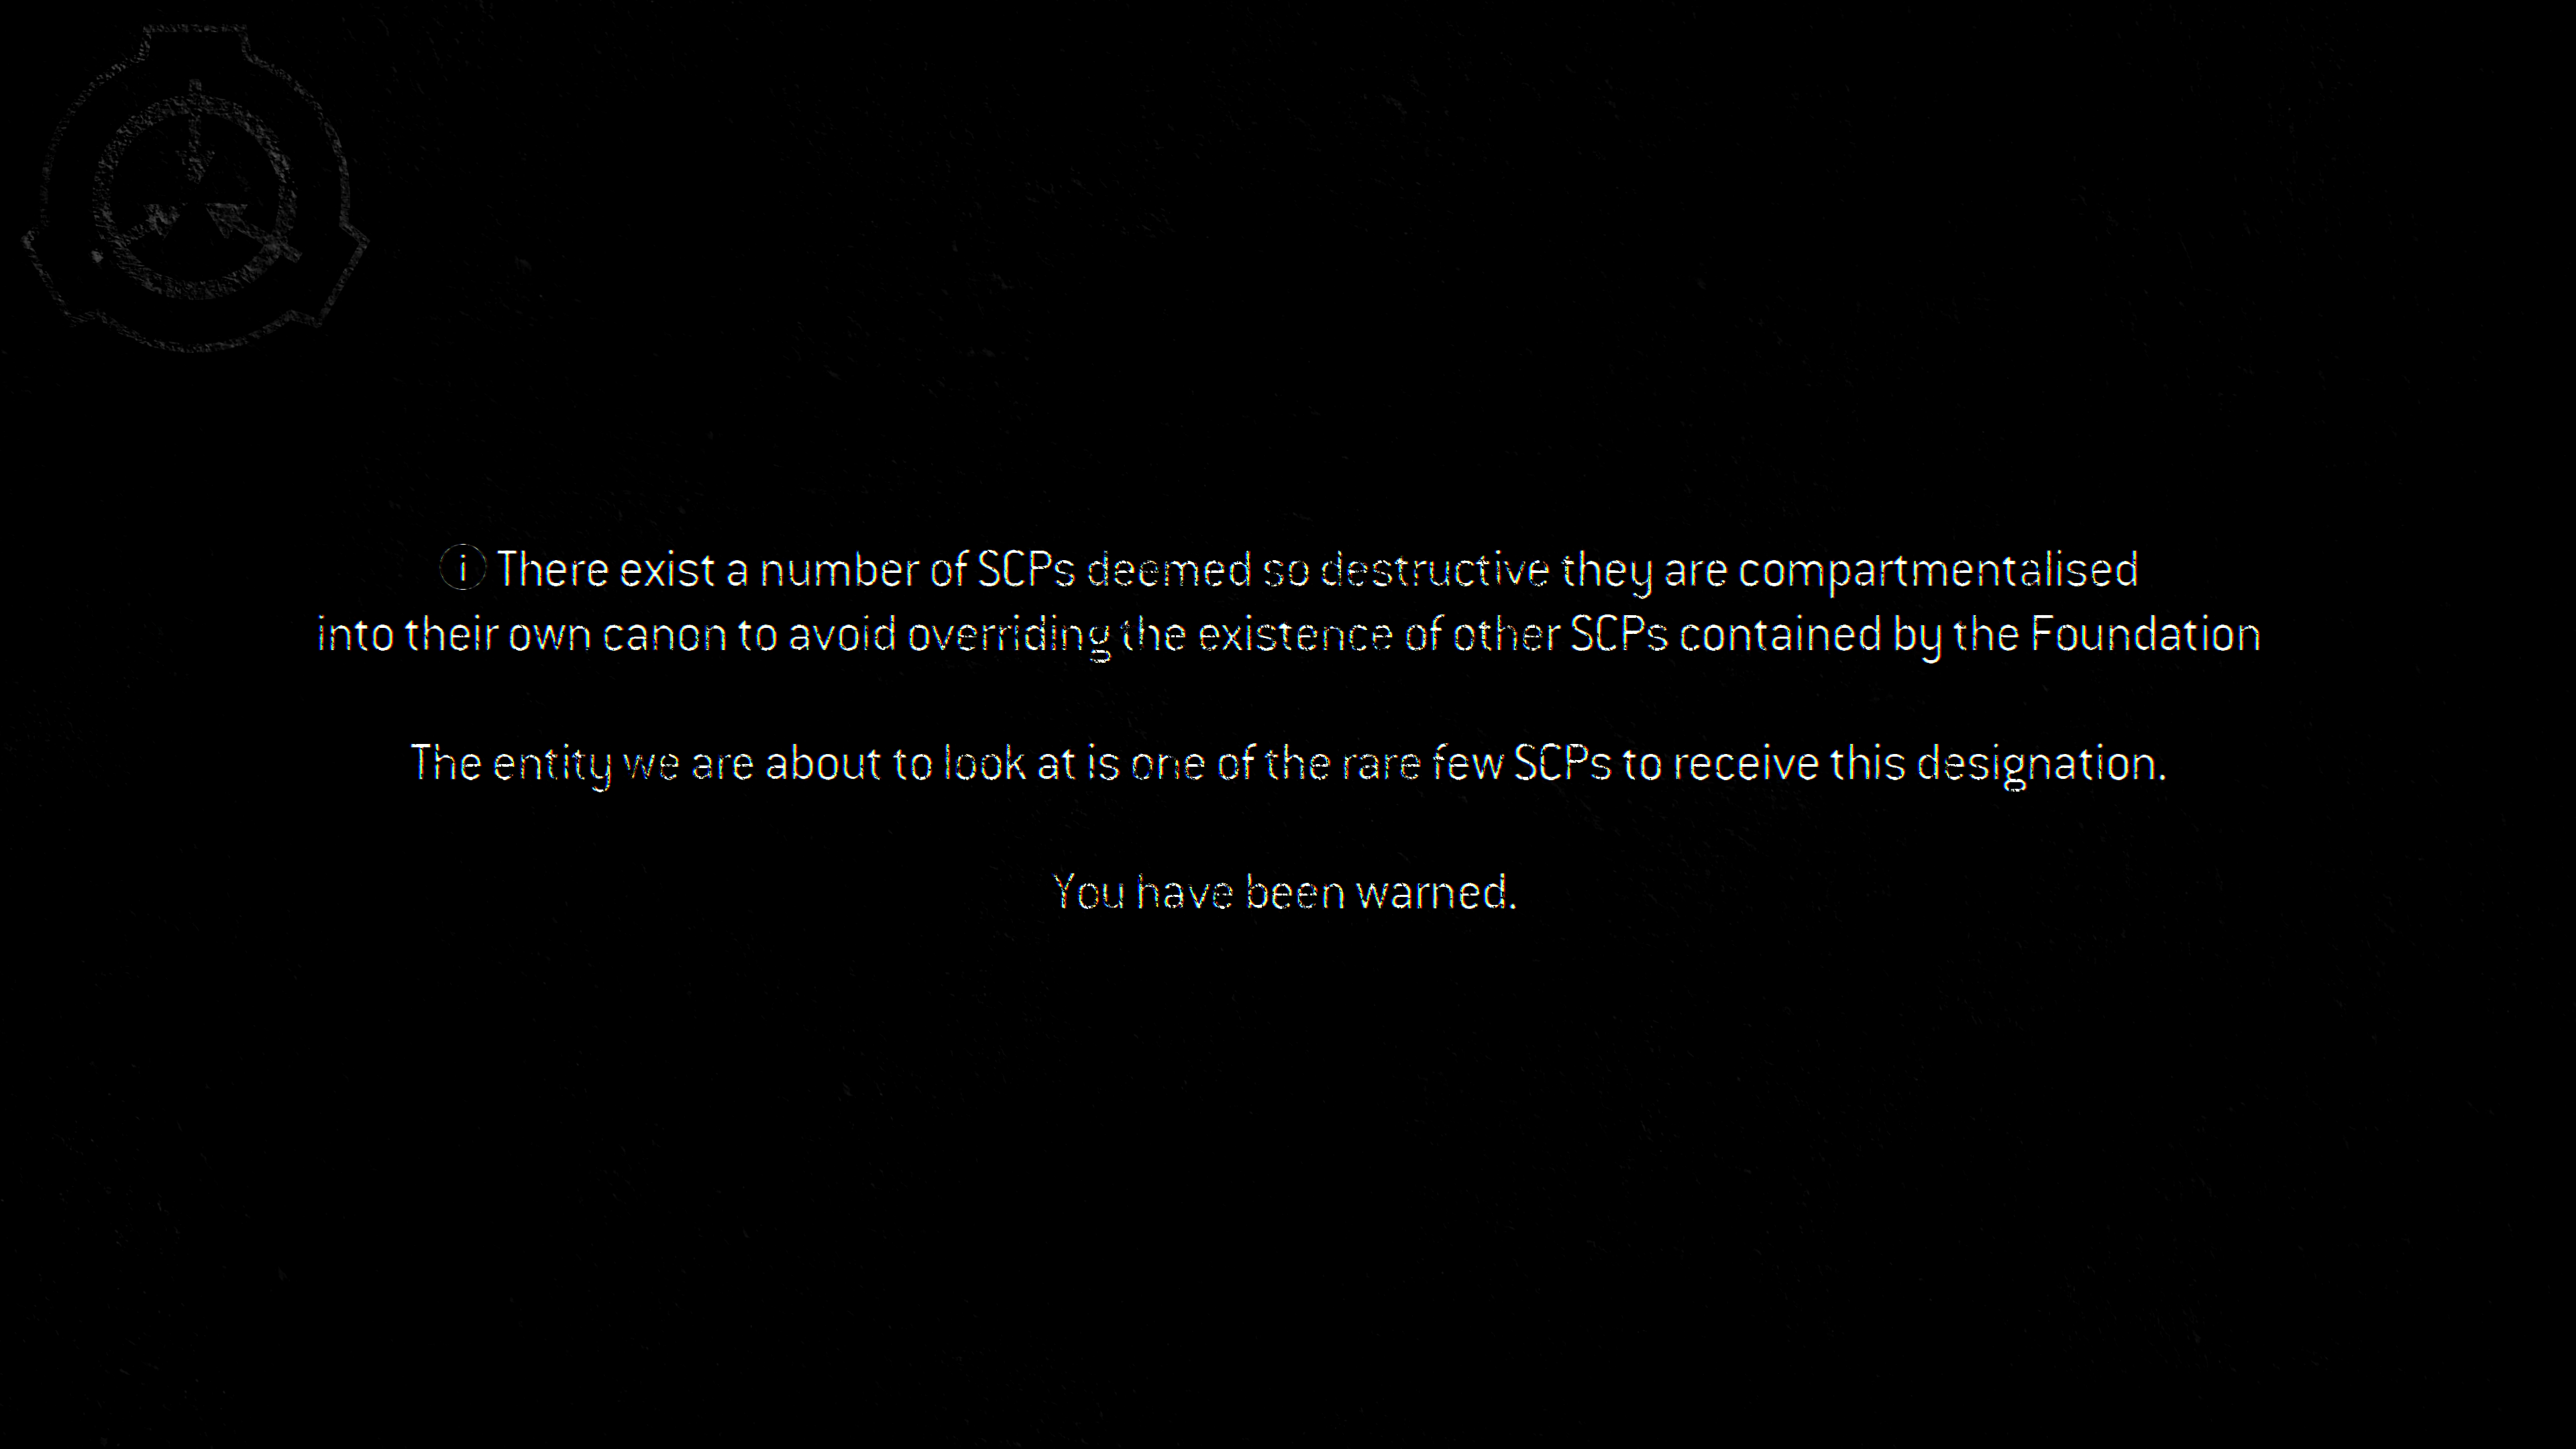 ⓘ There exist a number of SCPs deemed so destructive they are compartmentalised
into their own canon to avoid overriding the existence of other SCPs contained by the Foundation
The entity we are about to look at is one of the rare few SCPs to receive this designation.
You have been warned.